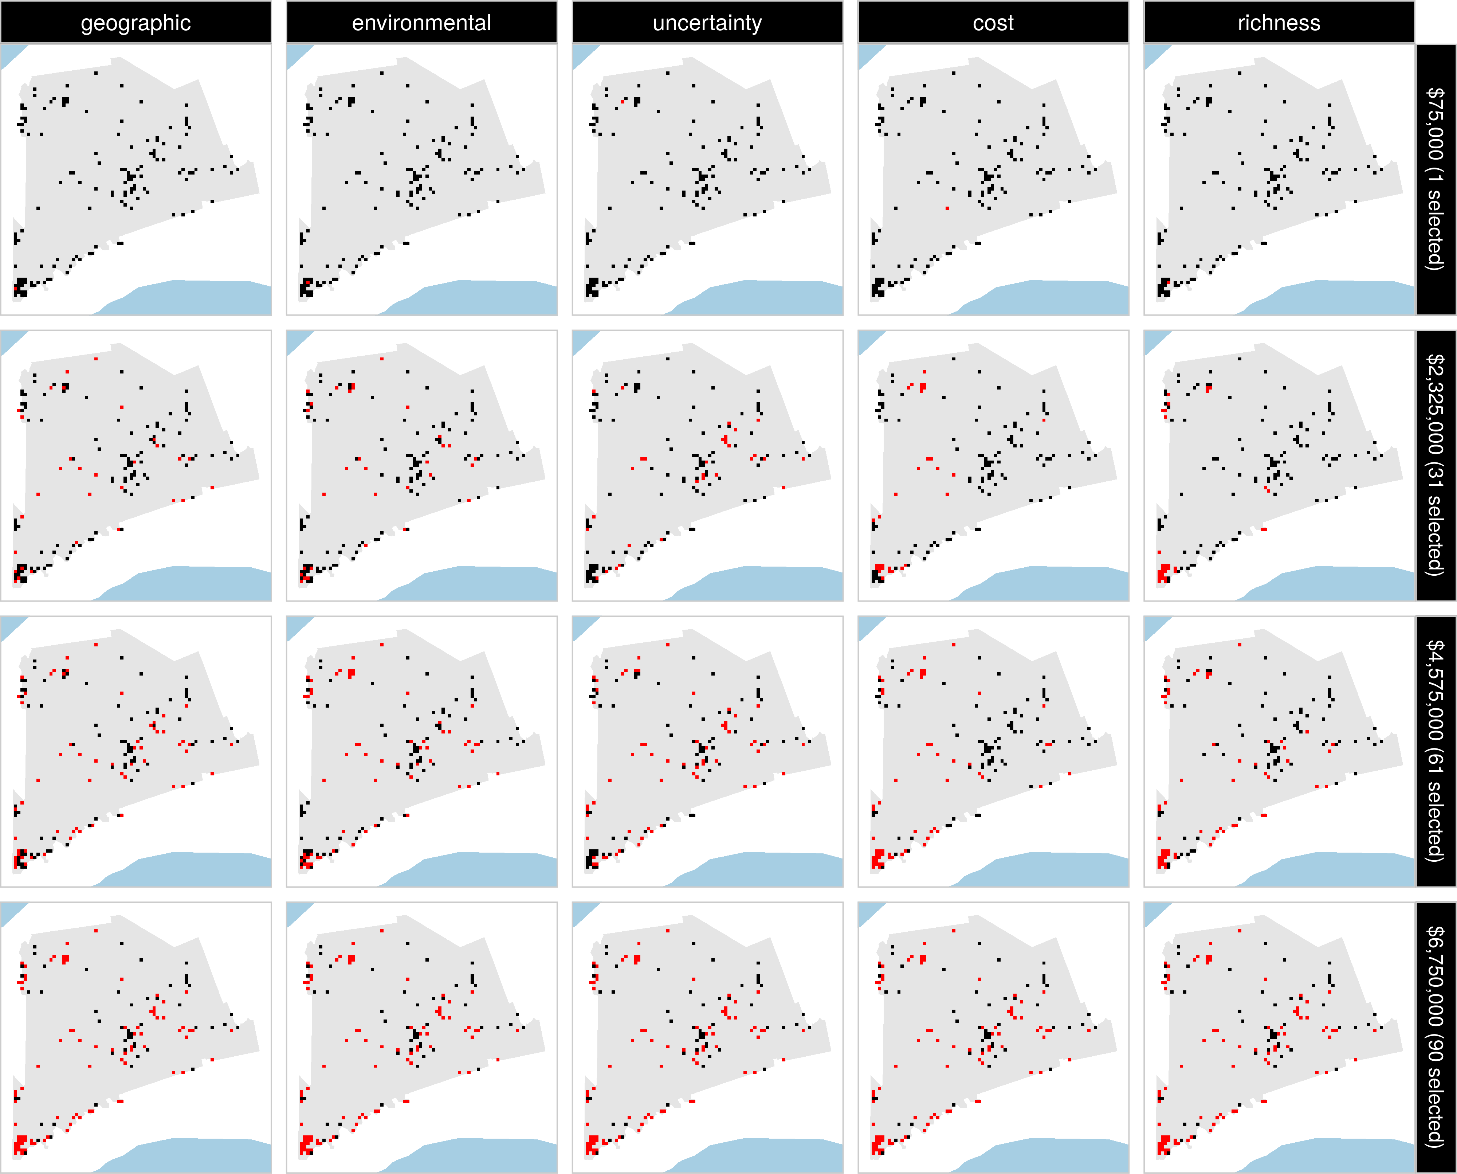 geographic
environmental
uncertainty
cost
richness
$75,000 (1 selected)
$2,325,000 (31 selected)
$4,575,000 (61 selected)
$6,750,000 (90 selected)